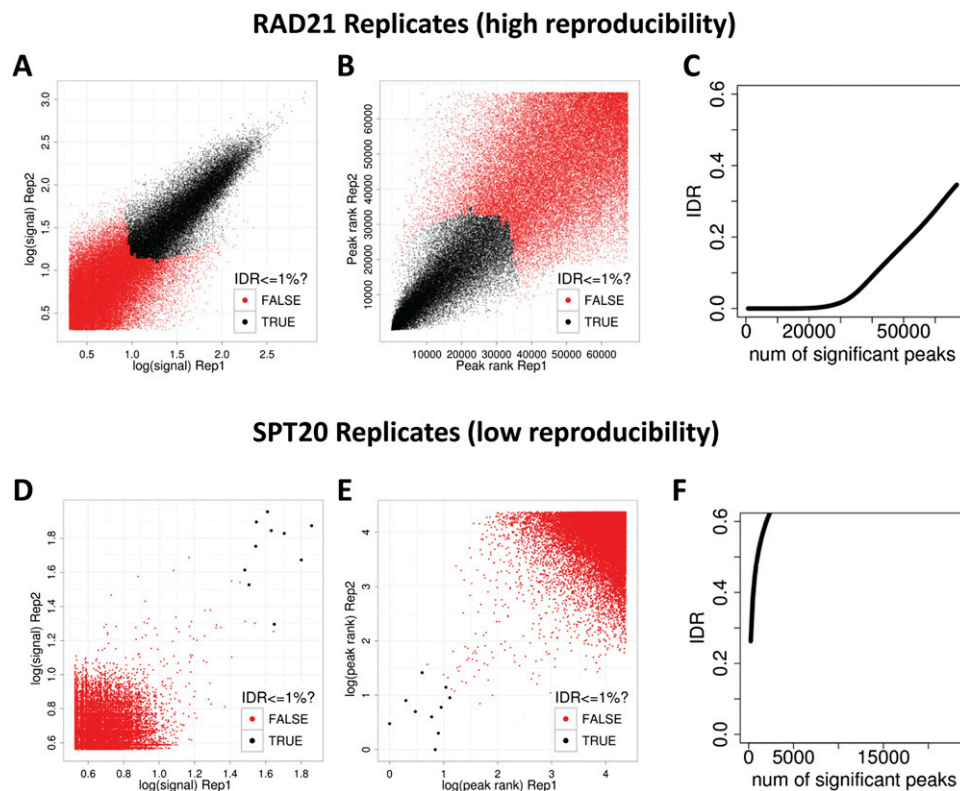 RAD21 Replicates (high reproducibility)
A
B
C
log(signal) Rep2
3.0
2.5
2.0
1.5
1.0
0.5
0.5
1.0
1.5
2.0
2.5
log(signal) Rep1
IDR<=1%?
FALSE
TRUE
Peak rank Rep2
60000
50000
40000
30000
20000
10000
10000 20000 30000 40000 50000 60000
Peak rank Rep1
IDR<=1%?
FALSE
TRUE
IDR
0.6
0.4
0.2
0.0
0
20000
50000
num of significant peaks
SPT20 Replicates (low reproducibility)
D
E
F
log(signal) Rep2
1.8
1.6
1.4
1.2
1.0
0.8
0.6
0.6
0.8
1.0
1.2
1.4
1.6
1.8
log(signal) Rep1
IDR<=1%?
FALSE
TRUE
log(peak rank) Rep2
4
3
2
1
0
0
1
2
3
4
log(peak rank) Rep1
IDR<=1%?
FALSE
TRUE
IDR
0.6
0.4
0.2
0.0
0
5000
15000
num of significant peaks